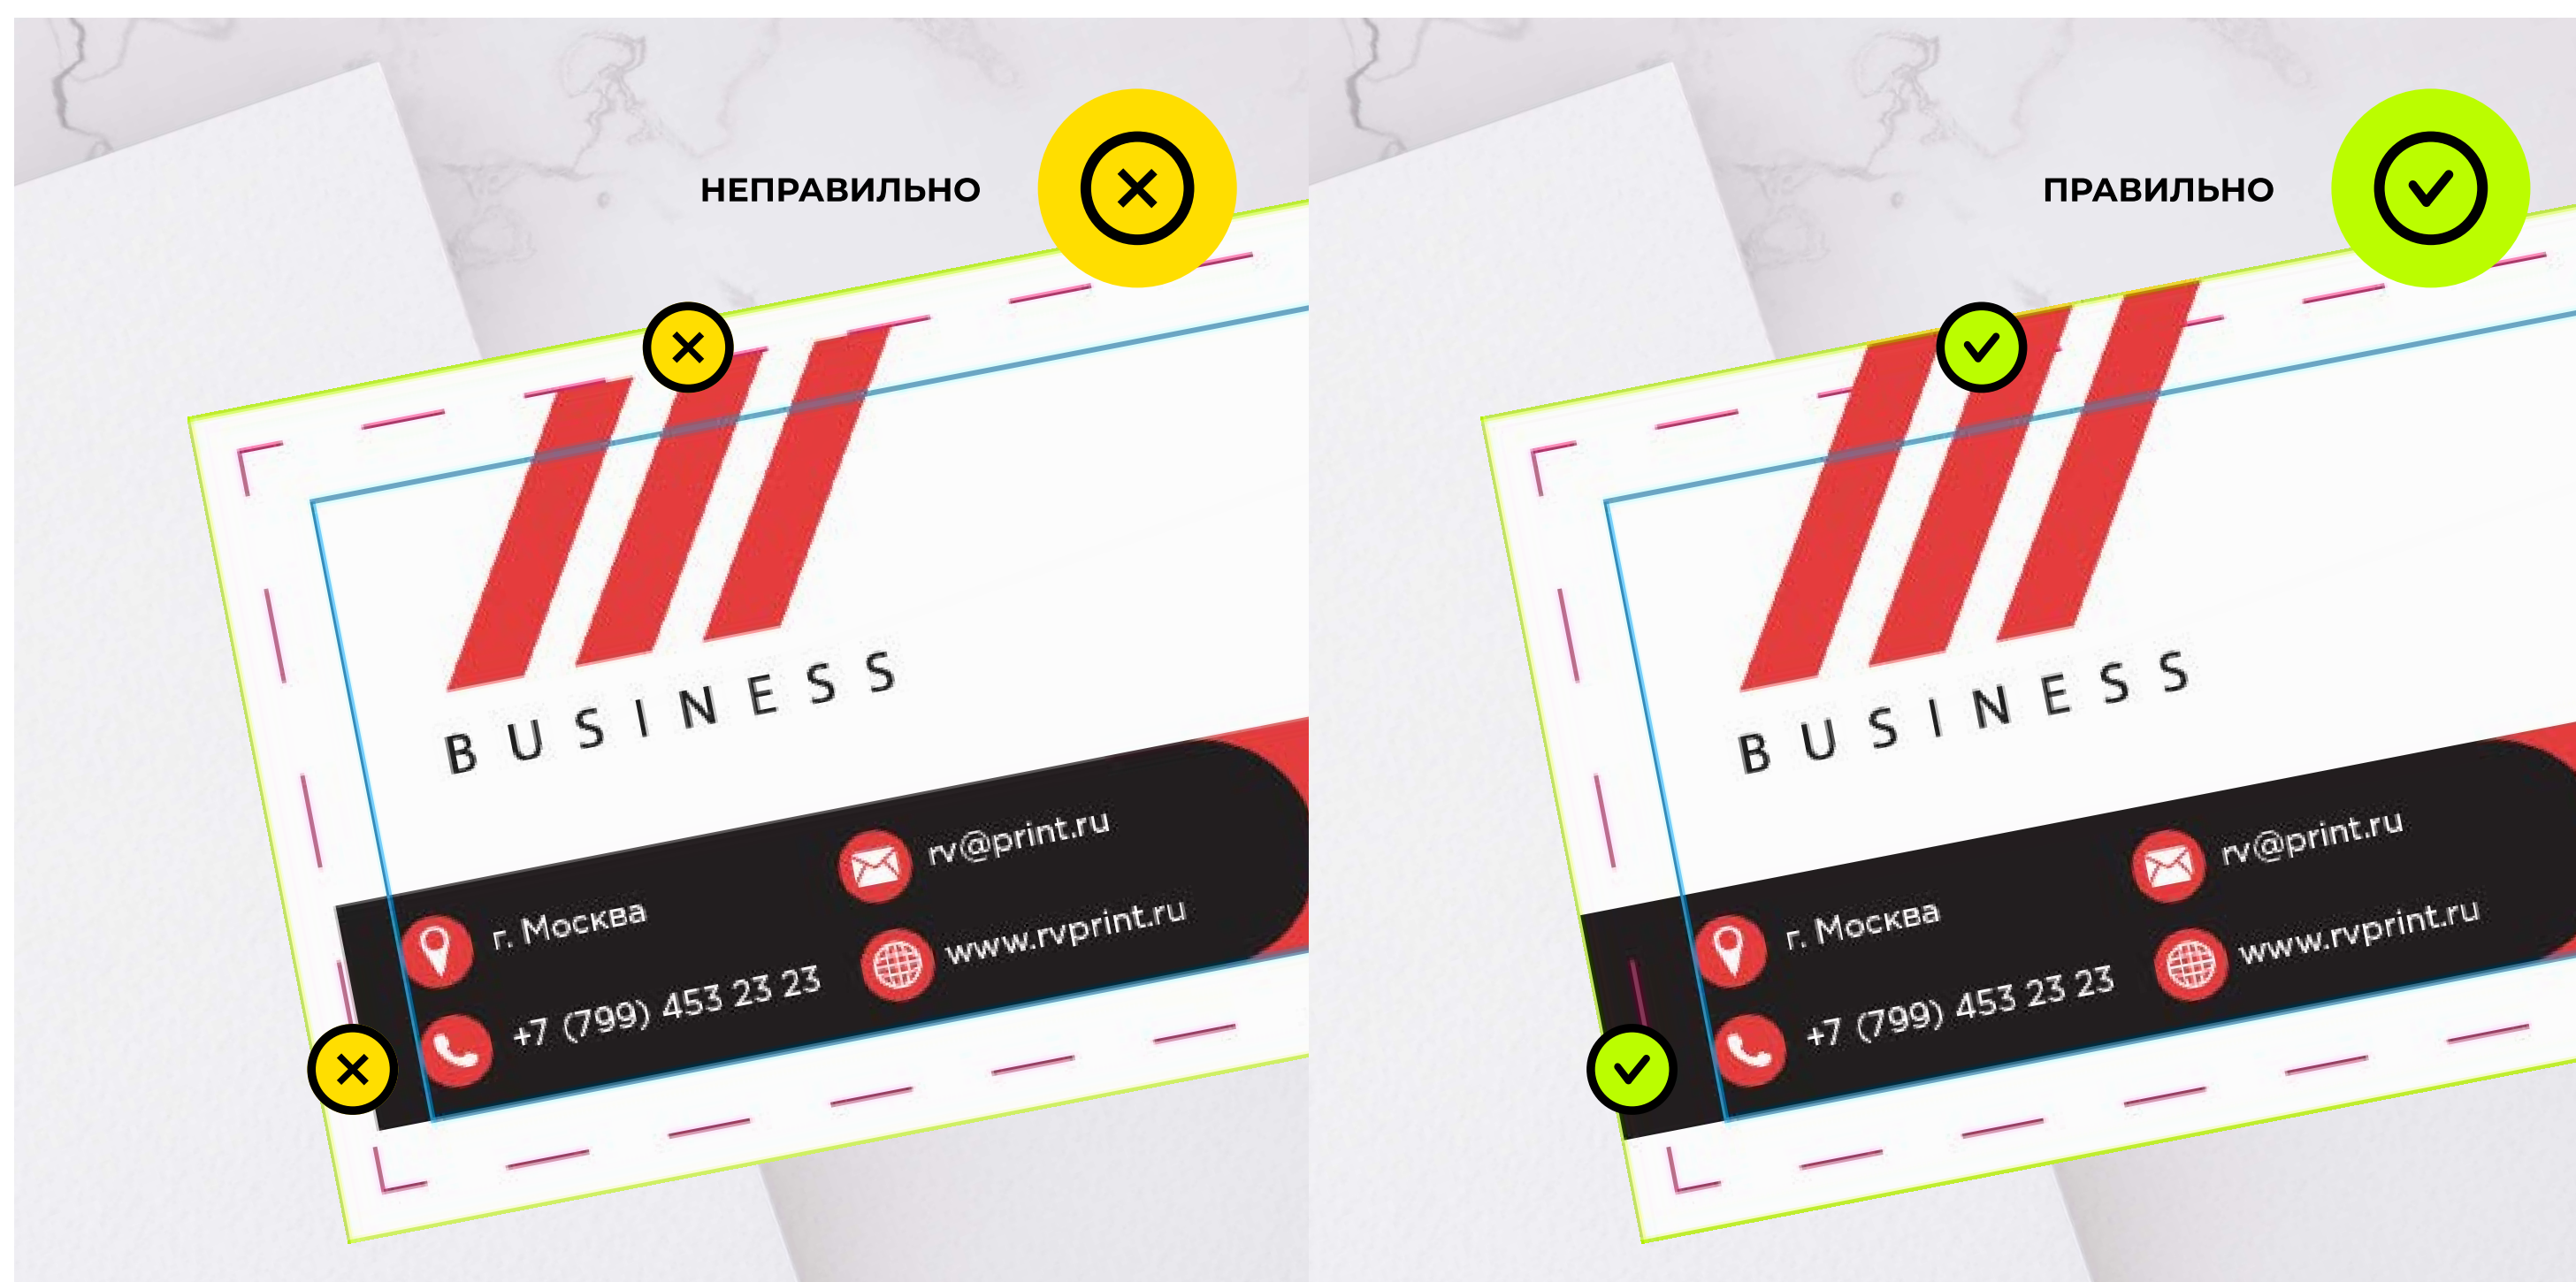 НЕПРАВИЛЬНО
BUSINESS
г. Москва
rv@print.ru
+7 (799) 453 23 23
www.rvprint.ru
ПРАВИЛЬНО
BUSINESS
г. Москва
rv@print.ru
+7 (799) 453 23 23
www.rvprint.ru